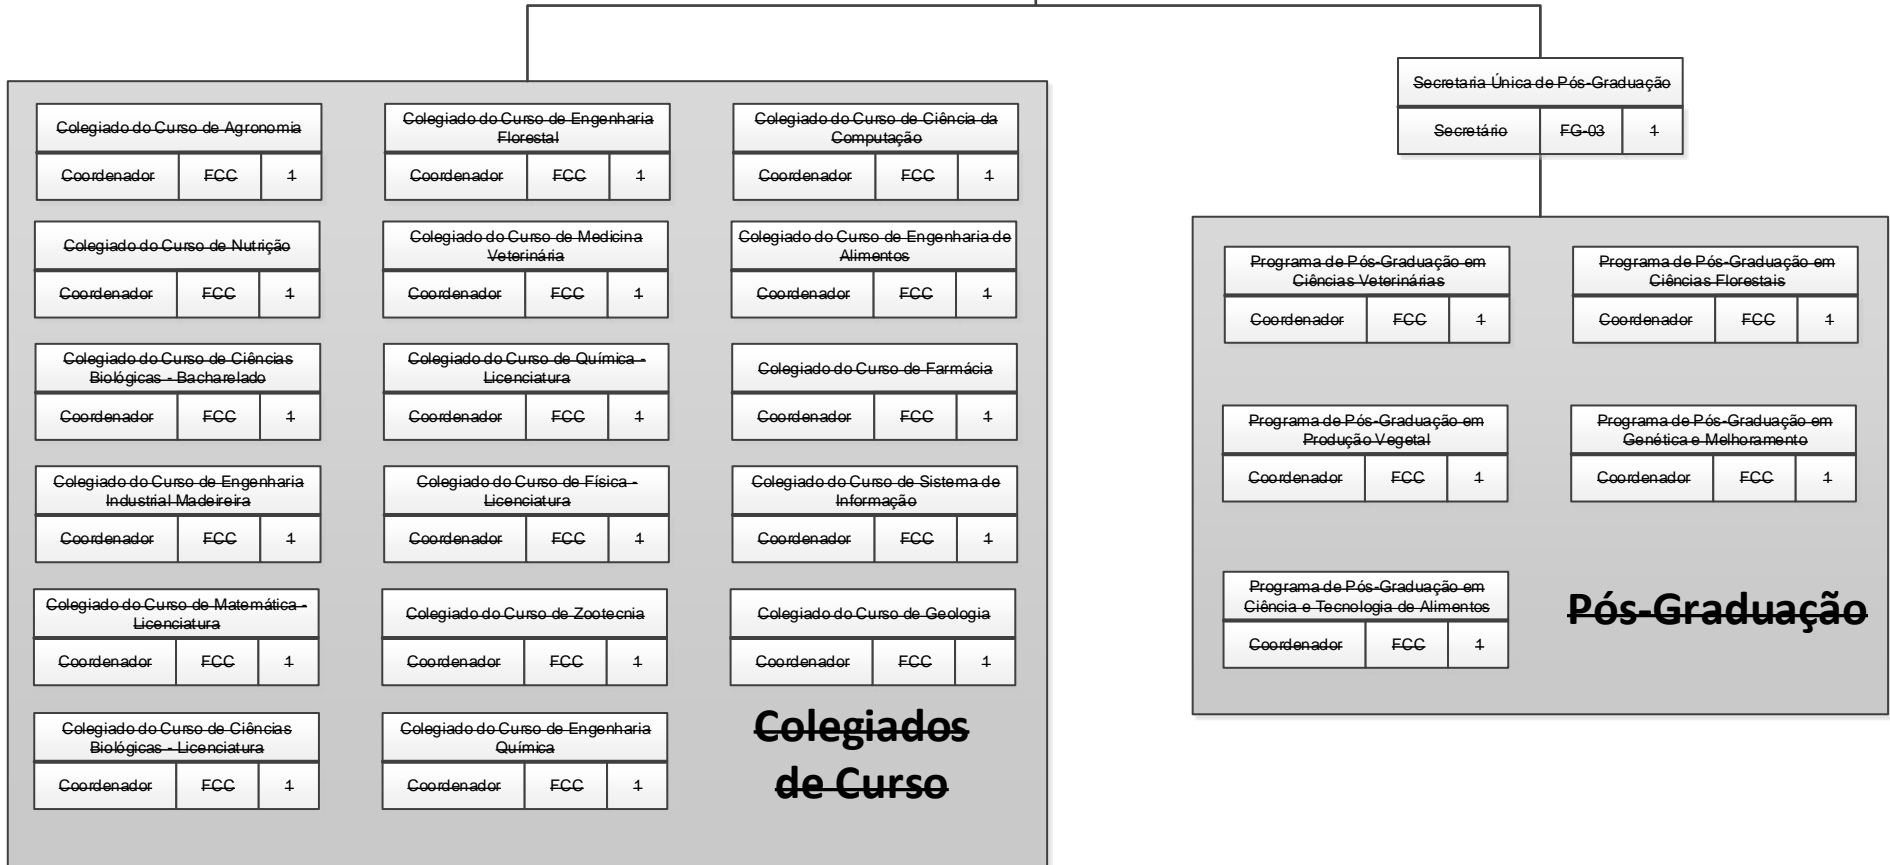 Colegiado do Curso de Agronomia
Coordenador FCC 1
Colegiado do Curso de Engenharia
Florestal
Coordenador FCC 1
Colegiado do Curso de Ciência da
Computação
Coordenador FCC 1
Colegiado do Curso de Nutrição
Coordenador FCC 1
Colegiado do Curso de Medicina
Veterinária
Coordenador FCC 1
Colegiado do Curso de Engenharia de
Alimentos
Coordenador FCC 1
Colegiado do Curso de Ciências
Biológicas - Bacharelado
Coordenador FCC 1
Colegiado do Curso de Química -
Licenciatura
Coordenador FCC 1
Colegiado do Curso de Farmácia
Coordenador FCC 1
Colegiado do Curso de Engenharia
Industrial Madeireira
Coordenador FCC 1
Colegiado do Curso de Física -
Licenciatura
Coordenador FCC 1
Colegiado do Curso de Sistema de
Informação
Coordenador FCC 1
Colegiado do Curso de Matemática -
Licenciatura
Coordenador FCC 1
Colegiado do Curso de Zootecnia
Coordenador FCC 1
Colegiado do Curso de Geologia
Coordenador FCC 1
Colegiado do Curso de Ciências
Biológicas - Licenciatura
Coordenador FCC 1
Colegiado do Curso de Engenharia
Química
Coordenador FCC 1
Colegiados
de Curso
Secretaria Única de Pós-Graduação
Secretário FG-03 1
Programa de Pós-Graduação em
Ciências Veterinárias
Coordenador FCC 1
Programa de Pós-Graduação em
Ciências Florestais
Coordenador FCC 1
Programa de Pós-Graduação em
Produção Vegetal
Coordenador FCC 1
Programa de Pós-Graduação em
Genética e Melhoramento
Coordenador FCC 1
Programa de Pós-Graduação em
Ciência e Tecnologia de Alimentos
Coordenador FCC 1
Pós-Graduação